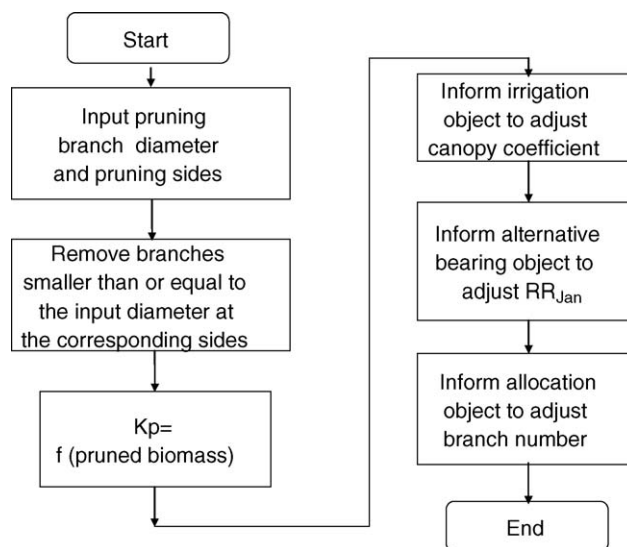 Start
Input pruning
branch diameter
and pruning sides
Remove branches
smaller than or equal to
the input diameter at
the corresponding sides
Kp=
f (pruned biomass)
Inform irrigation
object to adjust
canopy coefficient
Inform alternative
bearing object to
adjust RRJan
Inform allocation
object to adjust
branch number
End